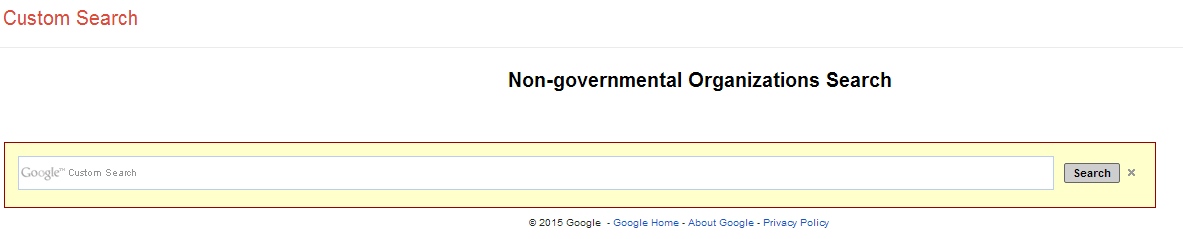 Custom Search
Non-governmental Organizations Search
Google™ Custom Search
Search ×
© 2015 Google - Google Home - About Google - Privacy Policy